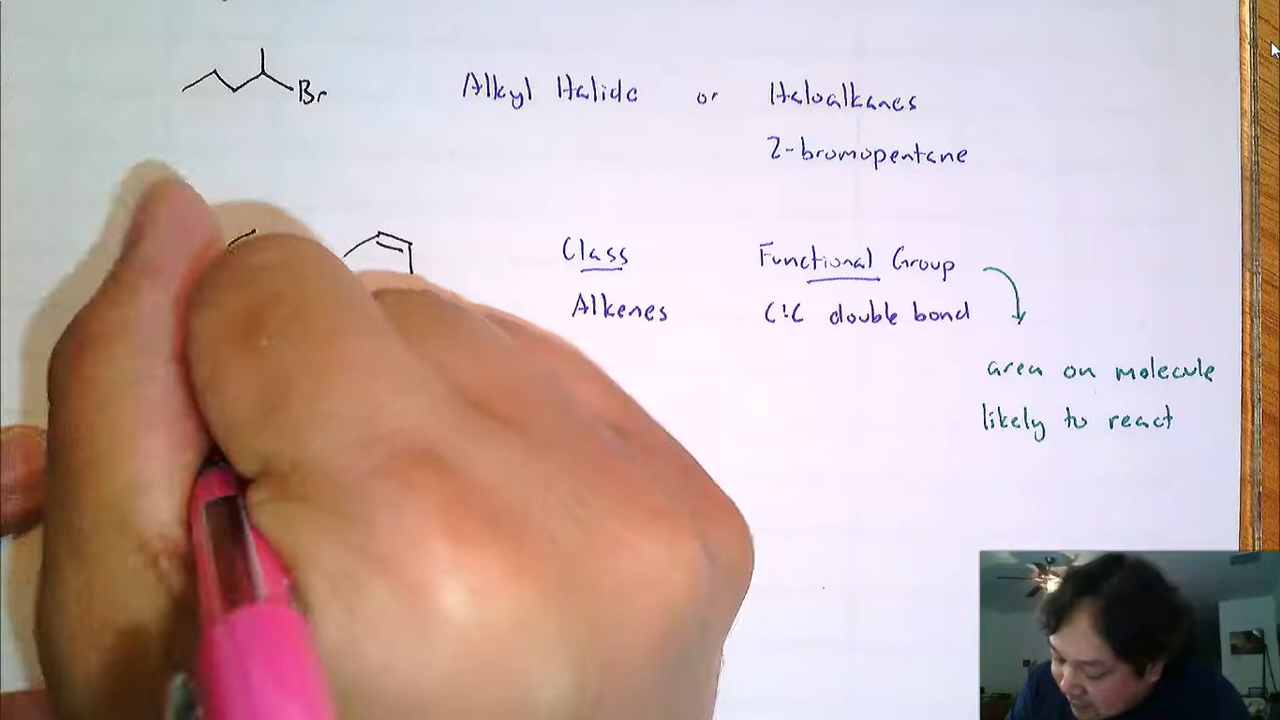 Br
Alkyl Halide or Haloalkanes
2-bromopentane
Class
Functional Group
Alkenes
C:C double bond
area on molecule
likely to react